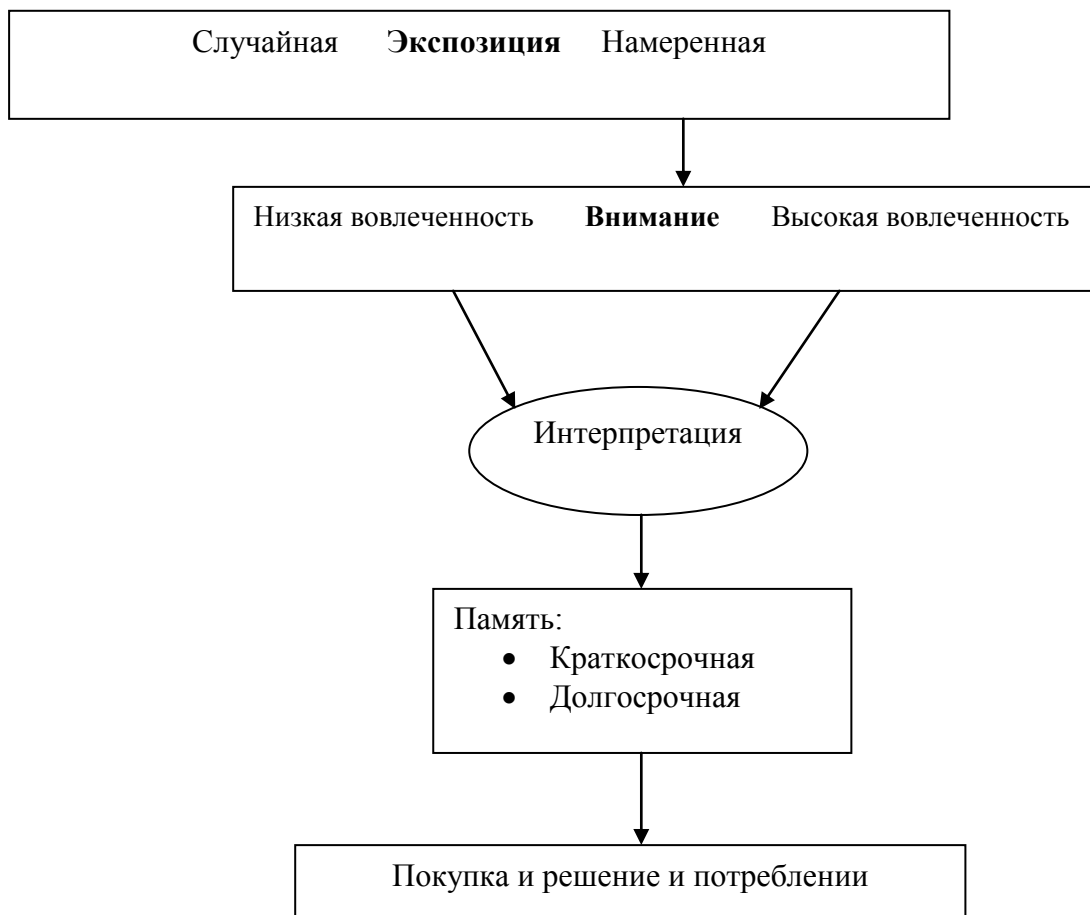 Случайная Экспозиция Намеренная
Низкая вовлеченность Внимание Высокая вовлеченность
Интерпретация
Память:
• Краткосрочная
• Долгосрочная
Покупка и решение и потреблении